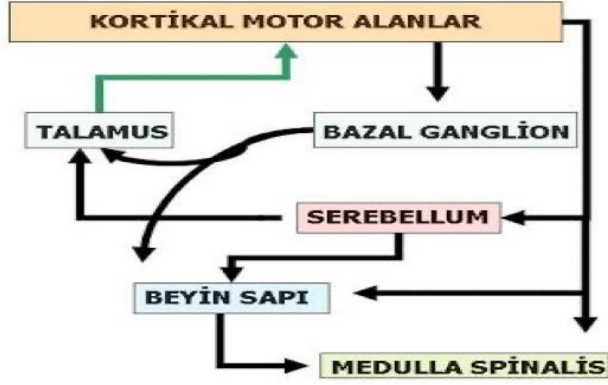 KORTİKAL MOTOR ALANLAR
TALAMUS
BAZAL GANGLİON
SEREBELLUM
BEYİN SAPI
MEDULLA SPİNALİS